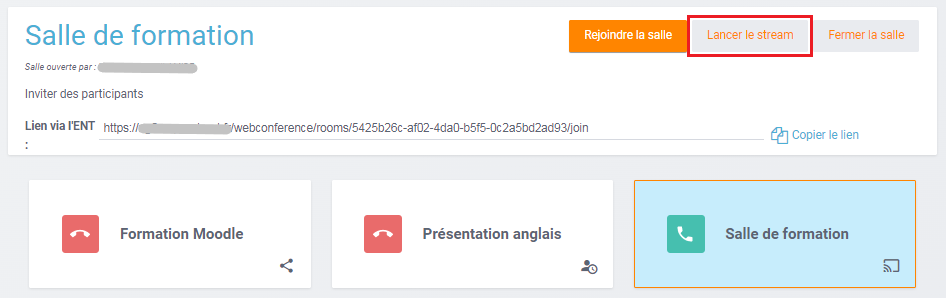 Salle de formation
Rejoindre la salle
Lancer le stream
Fermer la salle
Salle ouverte par :
Inviter des participants
Lien via l'ENT :
https:// /webconference/rooms/5425b26c-af02-4da0-b5f5-0c2a5bd2ad93/join
Copier le lien
Formation Moodle
Présentation anglais
Salle de formation